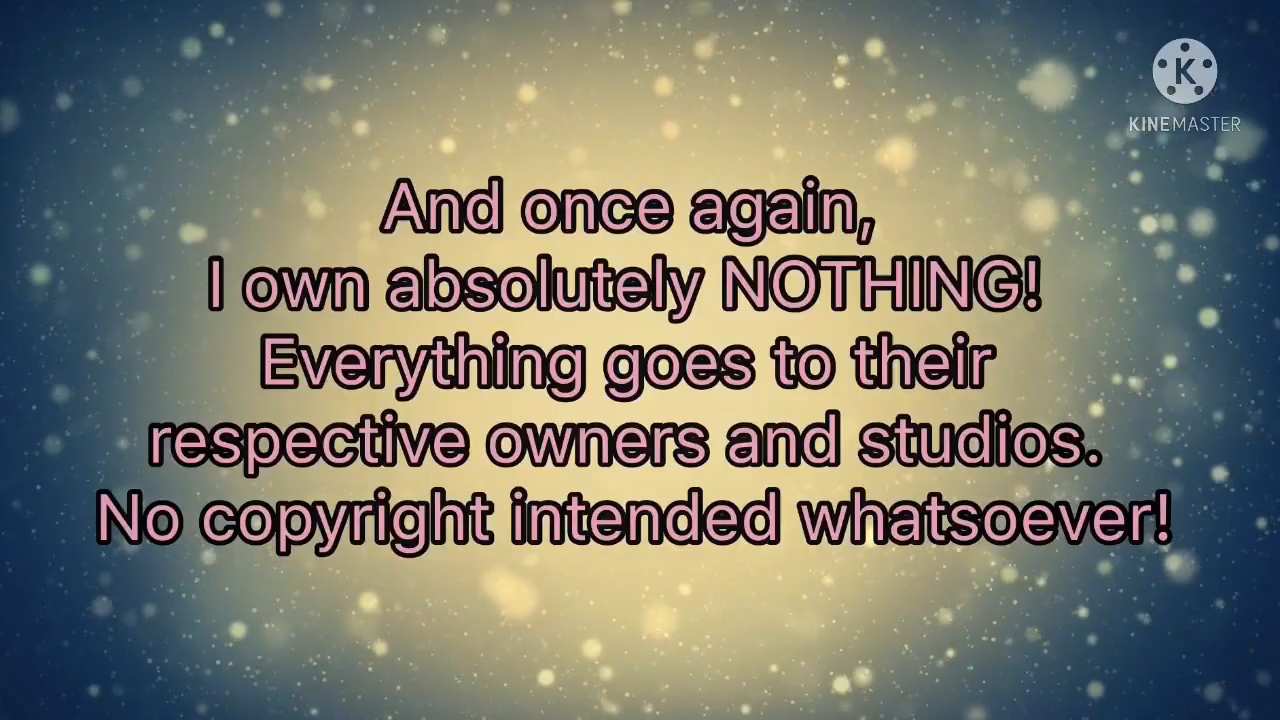 KINEMASTER
And once again,
I own absolutely NOTHING!
Everything goes to their
respective owners and studios.
No copyright intended whatsoever!